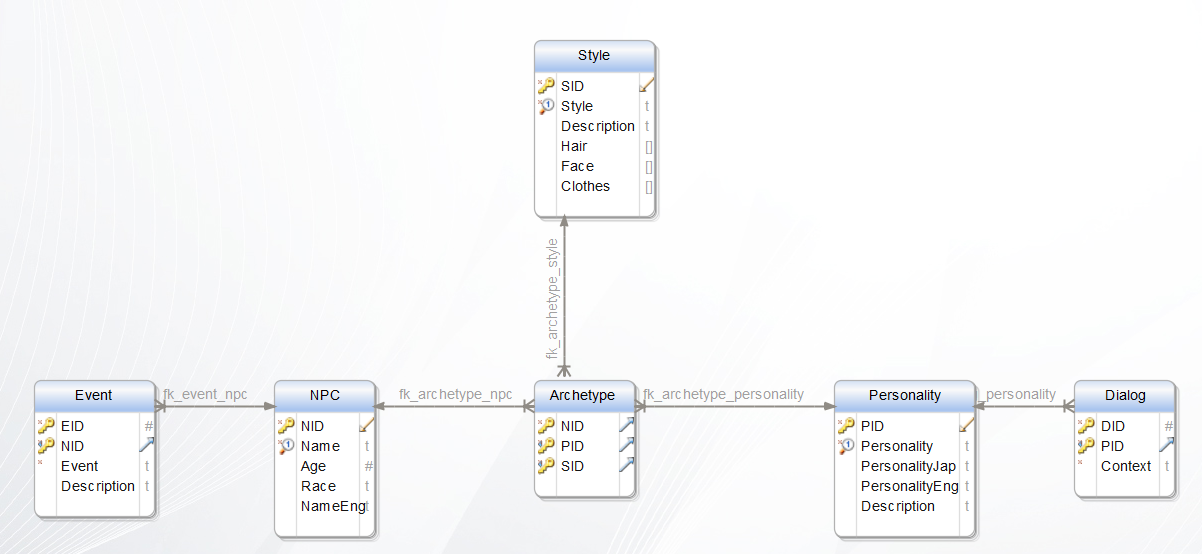 Style
SID
Style t
Description t
Hair []
Face []
Clothes []
fk_archetype_style
Event
EID #
NID
Event t
Description t
fk_event_npc
NPC
NID
Name t
Age #
Race t
NameEng t
fk_archetype_npc
Archetype
NID
PID
SID
fk_archetype_personality
Personality
PID
Personality t
PersonalityJap t
PersonalityEng t
Description t
_personality
Dialog
DID #
PID
Context t